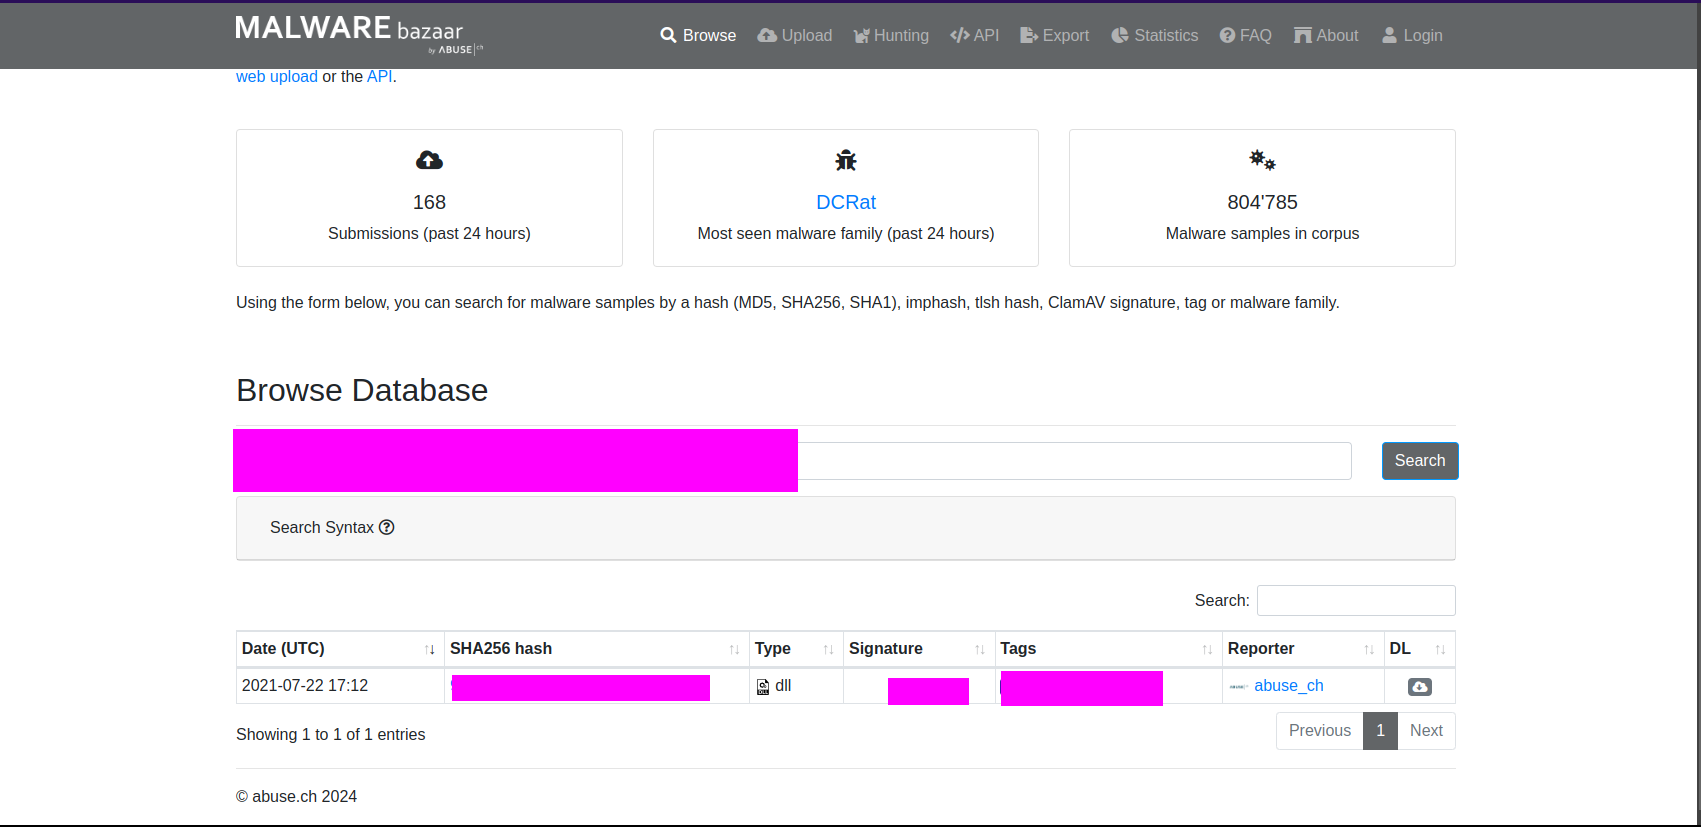 MALWARE bazaar
by ABUSE ch
Browse Upload Hunting API Export Statistics FAQ About Login
web upload or the API.
168
Submissions (past 24 hours)
DCRat
Most seen malware family (past 24 hours)
804'785
Malware samples in corpus
Using the form below, you can search for malware samples by a hash (MD5, SHA256, SHA1), imphash, tlsh hash, ClamAV signature, tag or malware family.
Browse Database
Search
Search Syntax
Search:
Date (UTC) SHA256 hash Type Signature Tags Reporter DL
2021-07-22 17:12 dll abuse_ch
Showing 1 to 1 of 1 entries
Previous 1 Next
© abuse.ch 2024